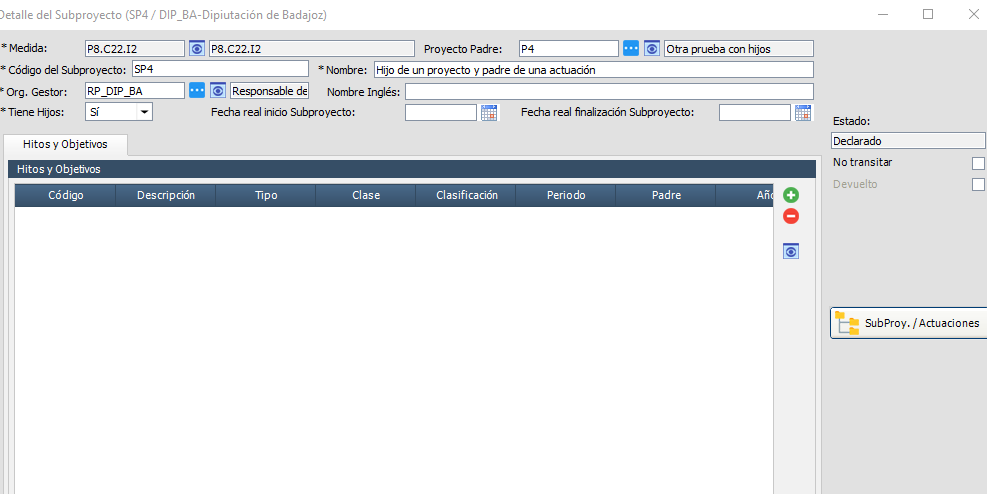 Detalle del Subproyecto (SP4 / DIP_BA-Dipiutación de Badajoz)
* Medida: P8.C22.I2 P8.C22.I2 Proyecto Padre: P4 Otra prueba con hijos
* Código del Subproyecto: SP4 * Nombre: Hijo de un proyecto y padre de una actuación
* Org. Gestor: RP_DIP_BA Responsable de Nombre Inglés:
* Tiene Hijos: Sí Fecha real inicio Subproyecto: Fecha real finalización Subproyecto:
Estado:
Declarado
No transitar
Devuelto
SubProy. / Actuaciones
Hitos y Objetivos
Hitos y Objetivos
Código Descripción Tipo Clase Clasificación Periodo Padre Año